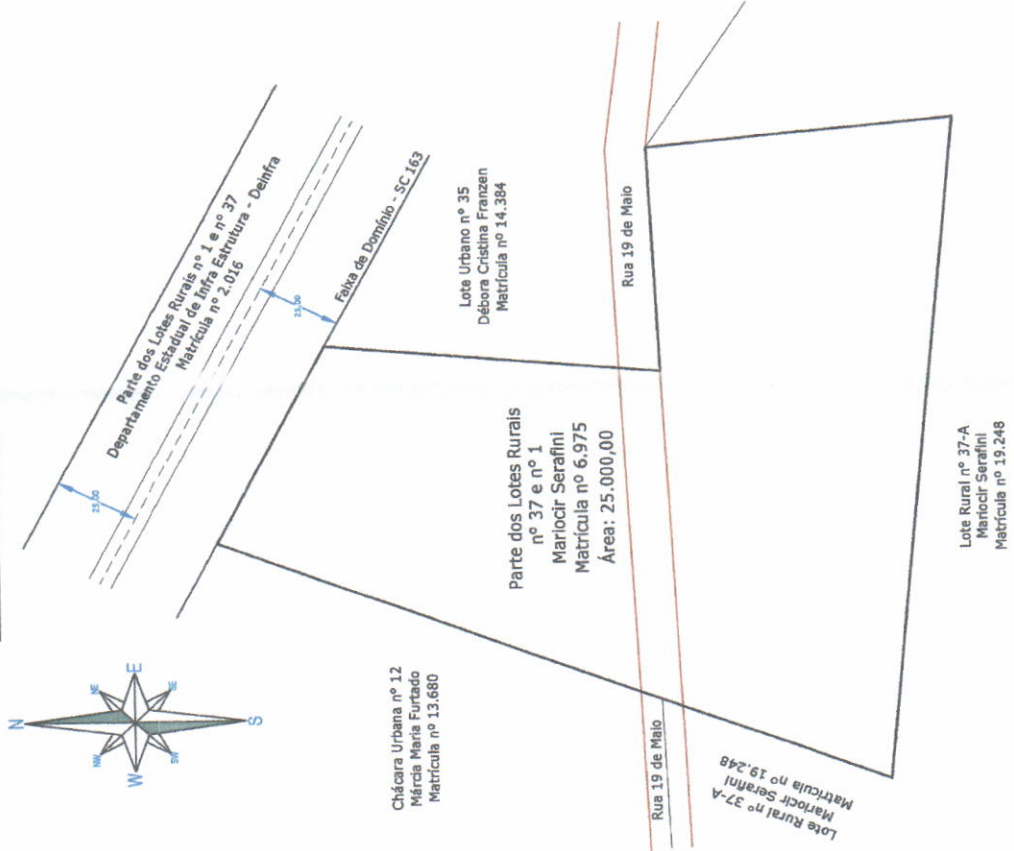 Parte dos Lotes Rurais nº 1 e nº 37
Departamento Estadual de Infra Estrutura - Deinfra
Matrícula nº 2.016
25,00
25,00
Faixa de Domínio - SC 163
N
NW
NE
W
E
SW
SE
S
Lote Urbano nº 35
Débora Cristina Franzen
Matrícula nº 14.384
Rua 19 de Maio
Parte dos Lotes Rurais
nº 37 e nº 1
Mariocir Serafini
Matrícula nº 6.975
Área: 25.000,00
Chácara Urbana nº 12
Márcia Maria Furtado
Matrícula nº 13.680
Rua 19 de Maio
Lote Rural nº 37-A
Mariocir Serafini
Matrícula nº 19.248
Lote Rural nº 37-A
Mariocir Serafini
Matrícula nº 19.248